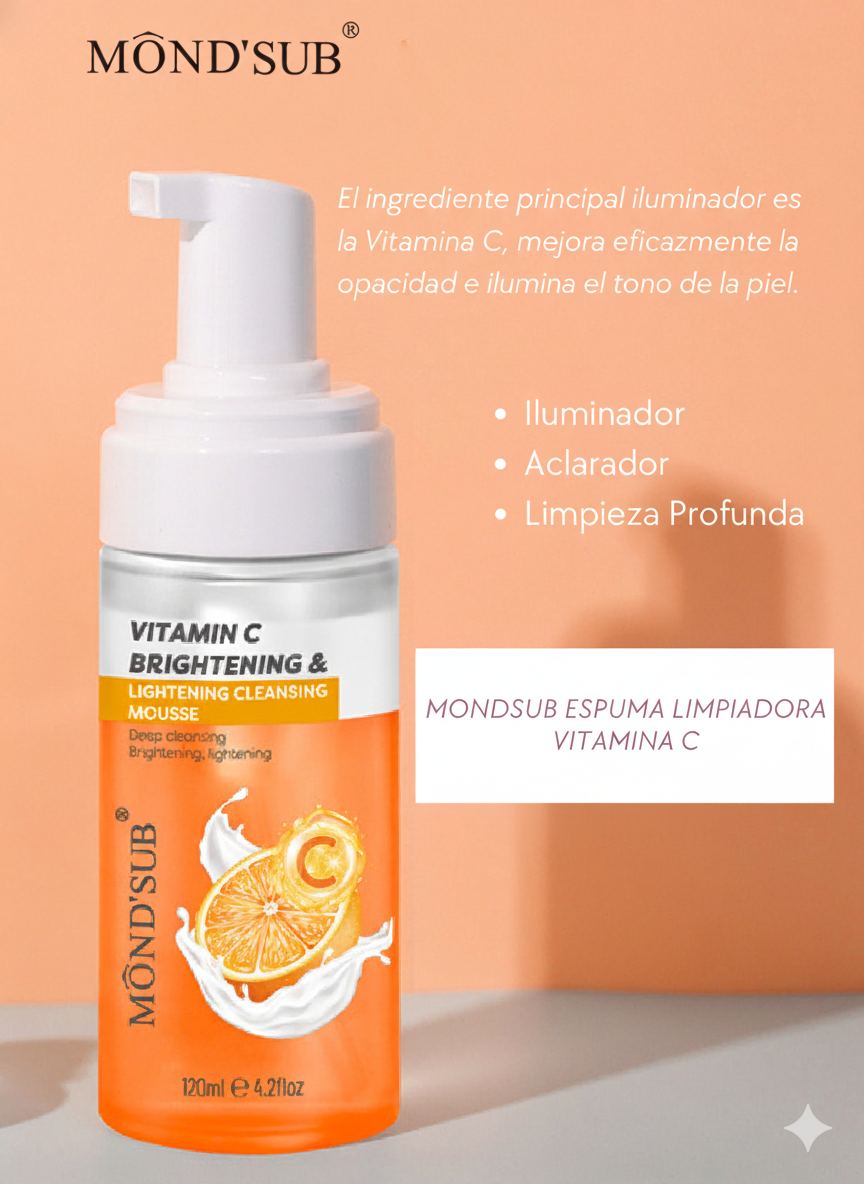 MÔND'SUB®
El ingrediente principal iluminador es
la Vitamina C, mejora eficazmente la
opacidad e ilumina el tono de la piel.
• Iluminador
• Aclarador
• Limpieza Profunda
VITAMIN C
BRIGHTENING &
LIGHTENING CLEANSING
MOUSSE
Deep cleansing
Brightening, lightening
C
MÔND'SUB®
120ml ℮ 4.2floz
MONDSUB ESPUMA LIMPIADORA
VITAMINA C